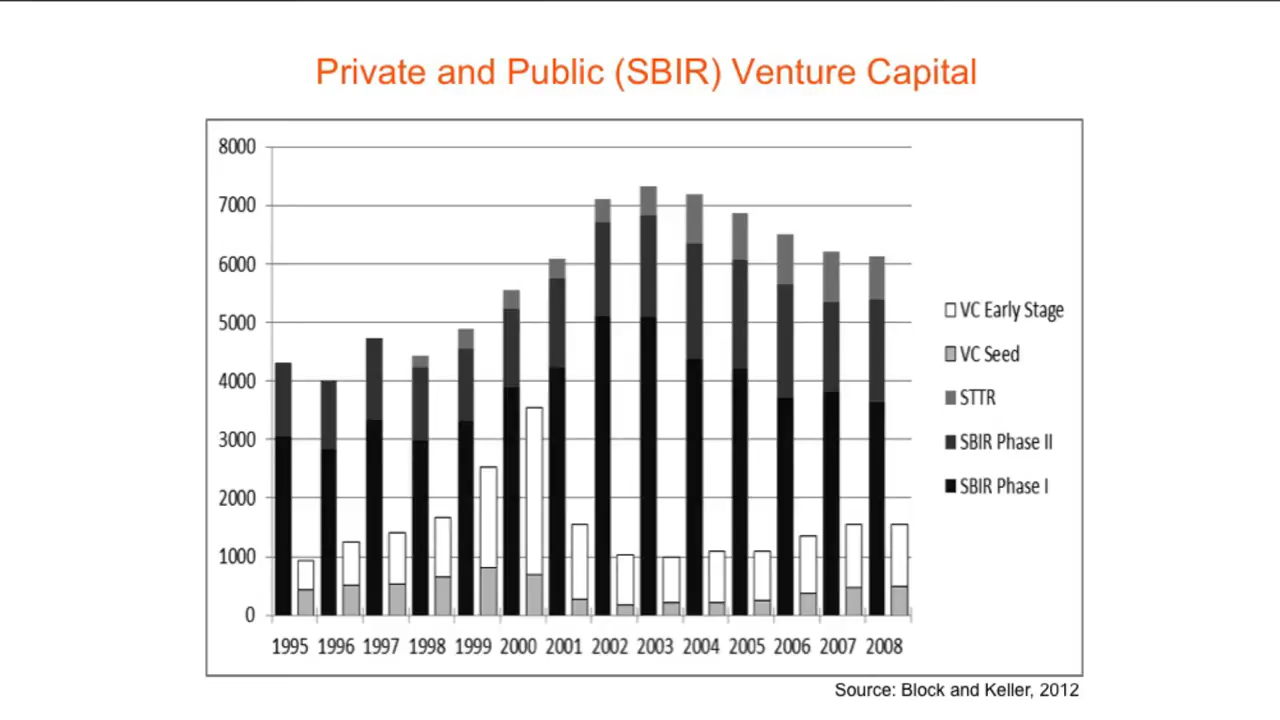 Private and Public (SBIR) Venture Capital
8000
7000
6000
5000
4000
3000
2000
1000
0
1995 1996 1997 1998 1999 2000 2001 2002 2003 2004 2005 2006 2007 2008
VC Early Stage
VC Seed
STTR
SBIR Phase II
SBIR Phase I
Source: Block and Keller, 2012